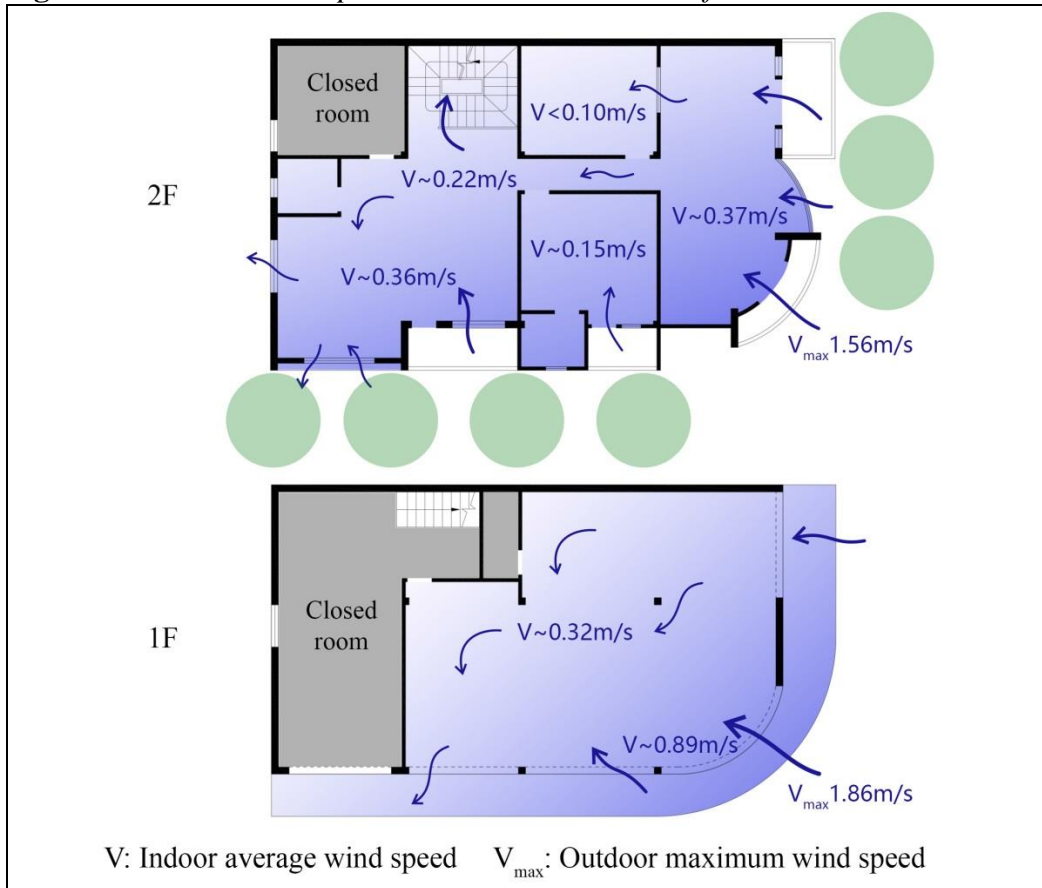 Closed
room
V<0.10m/s
2F
V~0.22m/s
V~0.37m/s
V~0.15m/s
V~0.36m/s
Vmax1.56m/s
Closed
room
1F
V~0.32m/s
V~0.89m/s
Vmax1.86m/s
V: Indoor average wind speed Vmax: Outdoor maximum wind speed